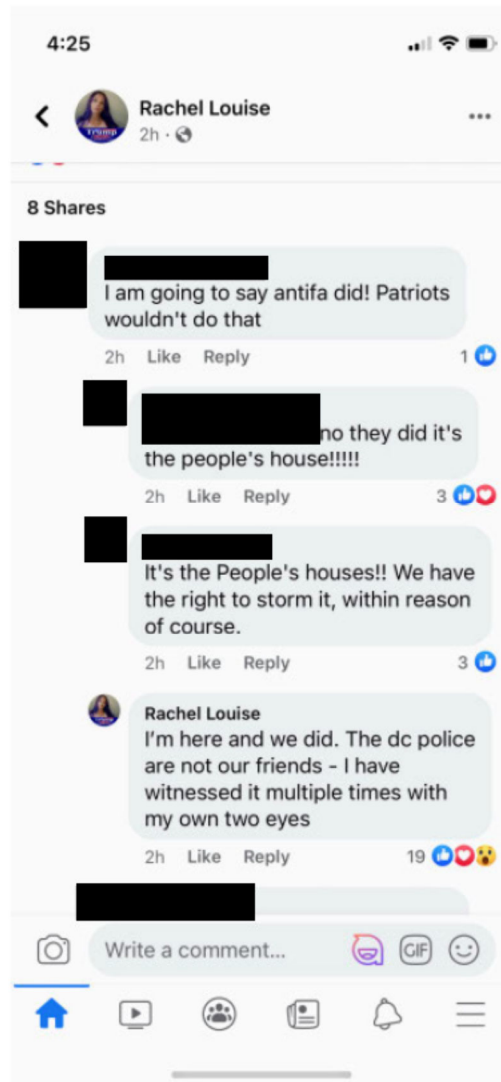 4:25
Rachel Louise
2h ·
8 Shares
I am going to say antifa did! Patriots
wouldn't do that
2h Like Reply 1
no they did it's
the people's house!!!!!
2h Like Reply 3
It's the People's houses!! We have
the right to storm it, within reason
of course.
2h Like Reply 3
Rachel Louise
I'm here and we did. The dc police
are not our friends - I have
witnessed it multiple times with
my own two eyes
2h Like Reply 19
Write a comment...
GIF